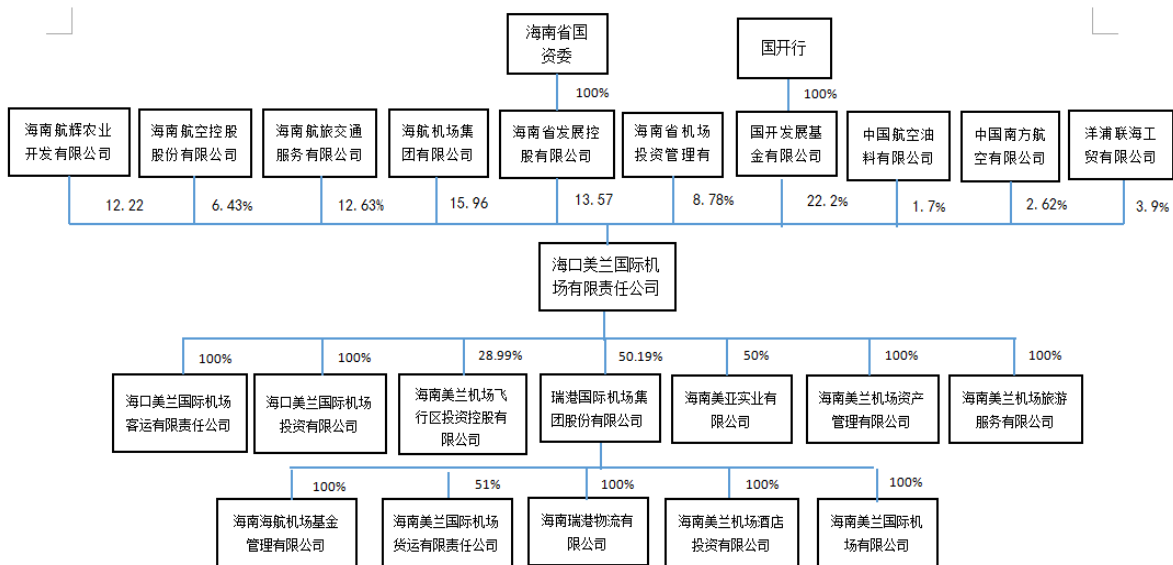 海南省国
资委
国开行
100%
100%
海南航辉农业
开发有限公司
海南航空控股
股份有限公司
海南航旅交通
服务有限公司
海航机场集
团有限公司
海南省发展控
股有限公司
海南省机场
投资管理有
国开发展基
金有限公司
中国航空油
料有限公司
中国南方航
空有限公司
洋浦联海工
贸有限公司
12.22
6.43%
12.63%
15.96
13.57
8.78%
22.2%
1.7%
2.62%
3.9%
海口美兰国际机
场有限责任公司
100%
100%
28.99%
50.19%
50%
100%
100%
海口美兰国际机场
客运有限责任公司
海口美兰国际机场
投资有限公司
海南美兰机场飞
行区投资控股有
限公司
瑞港国际机场集
团股份有限公司
海南美亚实业有
限公司
海南美兰机场资产
管理有限公司
海南美兰机场旅游
服务有限公司
100%
51%
100%
100%
100%
海南海航机场基金
管理有限公司
海南美兰国际机场
货运有限责任公司
海南瑞港物流有
限公司
海南美兰机场酒店
投资有限公司
海南美兰国际机
场有限公司